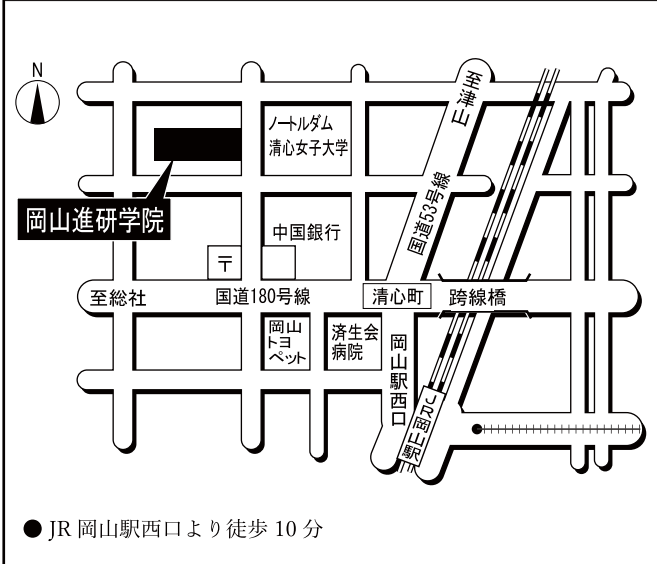 N
至津山
ノートルダム
清心女子大学
国道53号線
岡山進研学院
中国銀行
〒
至総社
国道180号線
清心町
跨線橋
岡山
トヨ
ペット
済生会
病院
岡山駅西口
JR岡山駅
● JR 岡山駅西口より徒歩 10 分